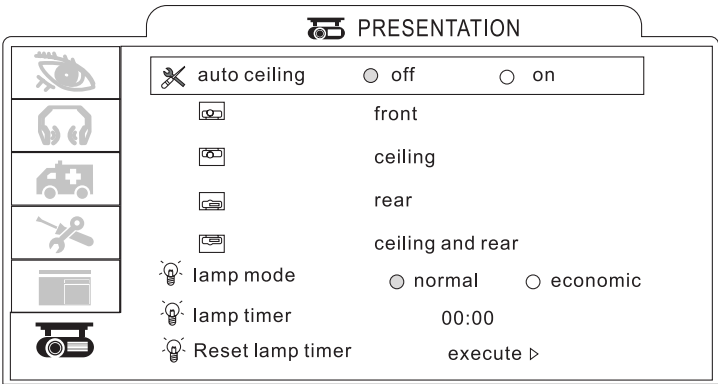 PRESENTATION
auto ceiling off on
front
ceiling
rear
ceiling and rear
lamp mode normal economic
lamp timer 00:00
Reset lamp timer execute